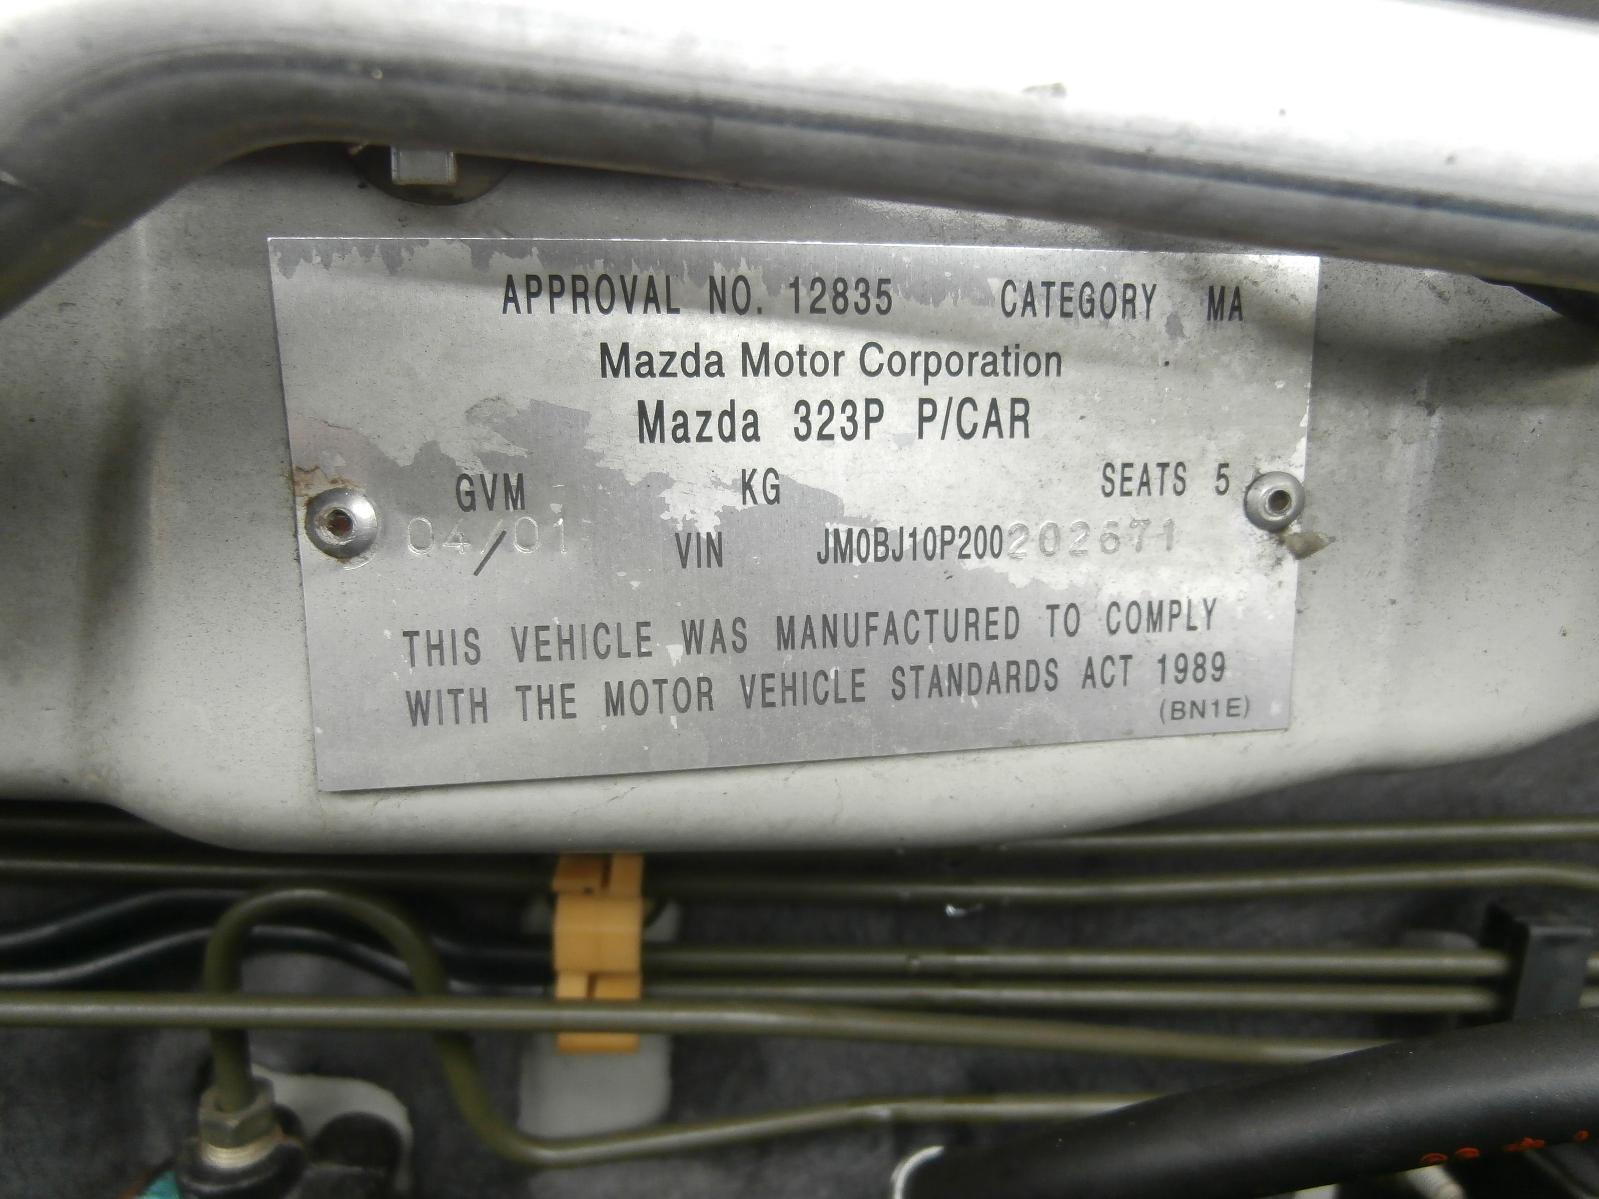 APPROVAL NO. 12835 CATEGORY MA
Mazda Motor Corporation
Mazda 323P P/CAR
GVM KG SEATS 5
04/01 VIN JM0BJ10P200202671
THIS VEHICLE WAS MANUFACTURED TO COMPLY
WITH THE MOTOR VEHICLE STANDARDS ACT 1989
(BN1E)